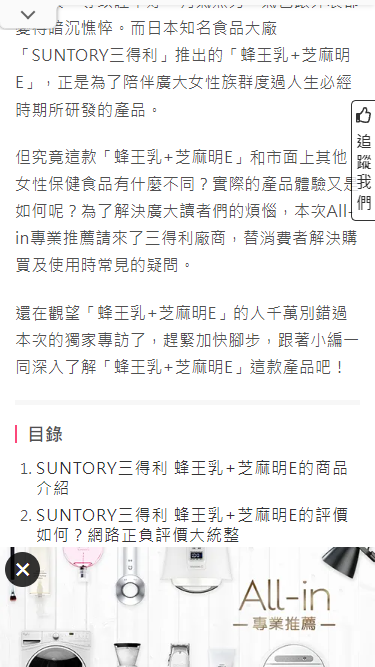 變得暗沉憔悴。而日本知名食品大廠
「SUNTORY三得利」推出的「蜂王乳+芝麻明
E」，正是為了陪伴廣大女性族群度過人生必經
時期所研發的產品。
但究竟這款「蜂王乳+芝麻明E」和市面上其他
女性保健食品有什麼不同？實際的產品體驗又是
如何呢？為了解決廣大讀者們的煩惱，本次All-
in專業推薦請來了三得利廠商，替消費者解決購
買及使用時常見的疑問。
還在觀望「蜂王乳+芝麻明E」的人千萬別錯過
本次的獨家專訪了，趕緊加快腳步，跟著小編一
同深入了解「蜂王乳+芝麻明E」這款產品吧！
追蹤我們
目錄
1. SUNTORY三得利 蜂王乳+芝麻明E的商品
介紹
2. SUNTORY三得利 蜂王乳+芝麻明E的評價
如何？網路正負評價大統整
All-in
專業推薦